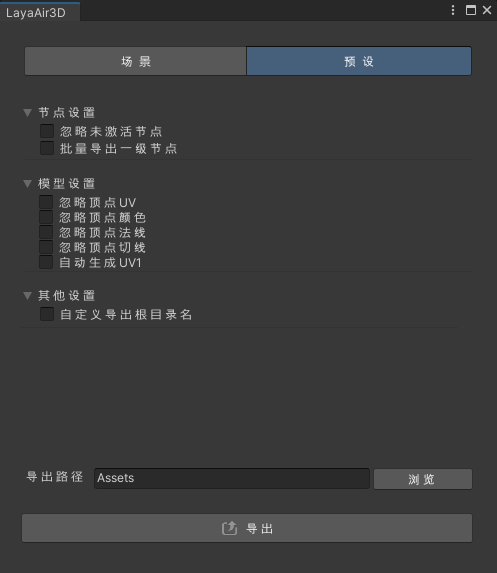 LayaAir3D
场景 预设
节点设置
忽略未激活节点
批量导出一级节点
模型设置
忽略顶点UV
忽略顶点颜色
忽略顶点法线
忽略顶点切线
自动生成UV1
其他设置
自定义导出根目录名
导出路径 Assets 浏览
导出